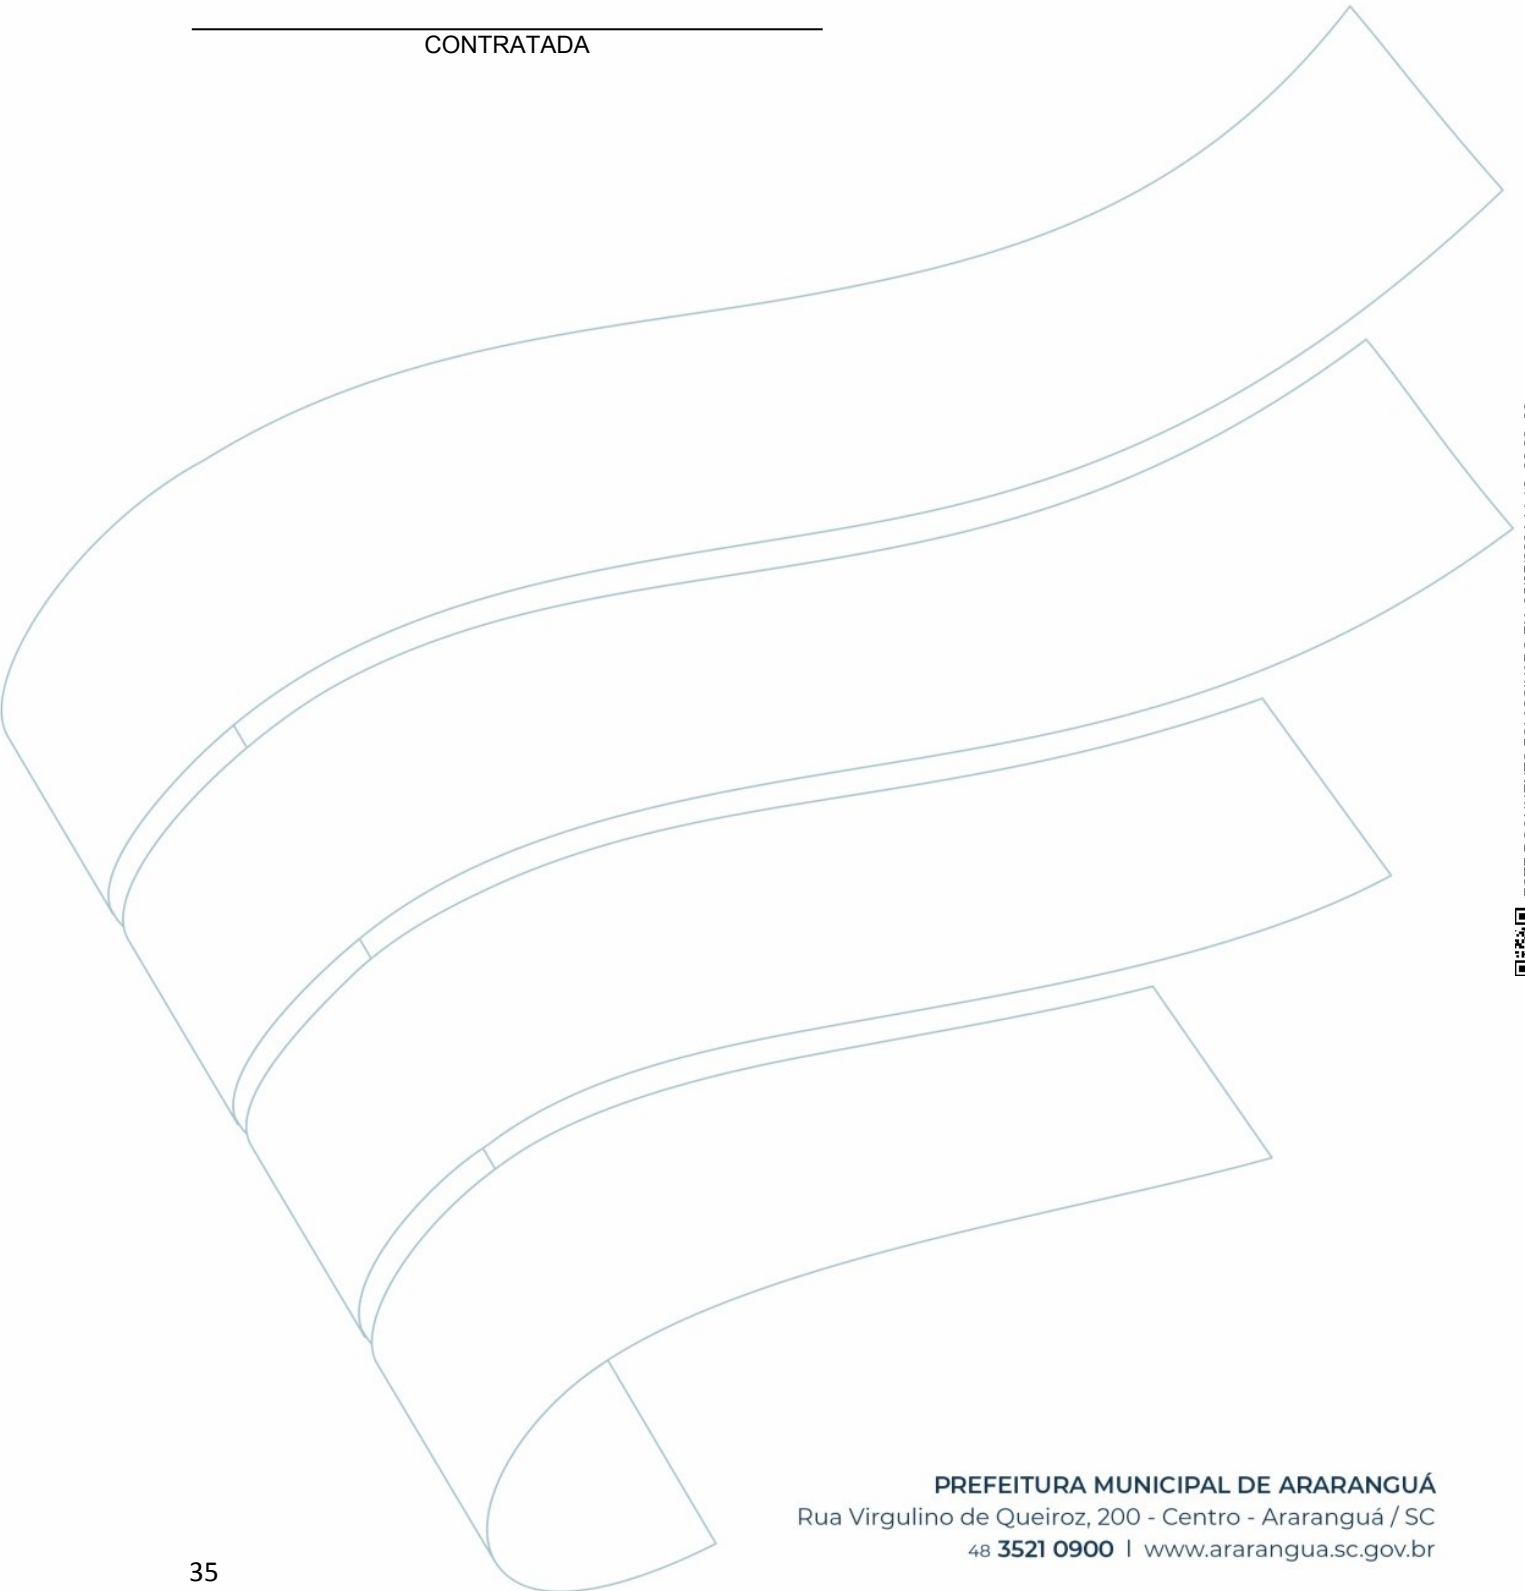 CONTRATADA
PREFEITURA MUNICIPAL DE ARARANGUÁ
Rua Virgulino de Queiroz, 200 - Centro - Araranguá / SC
48 3521 0900 | www.ararangua.sc.gov.br
35